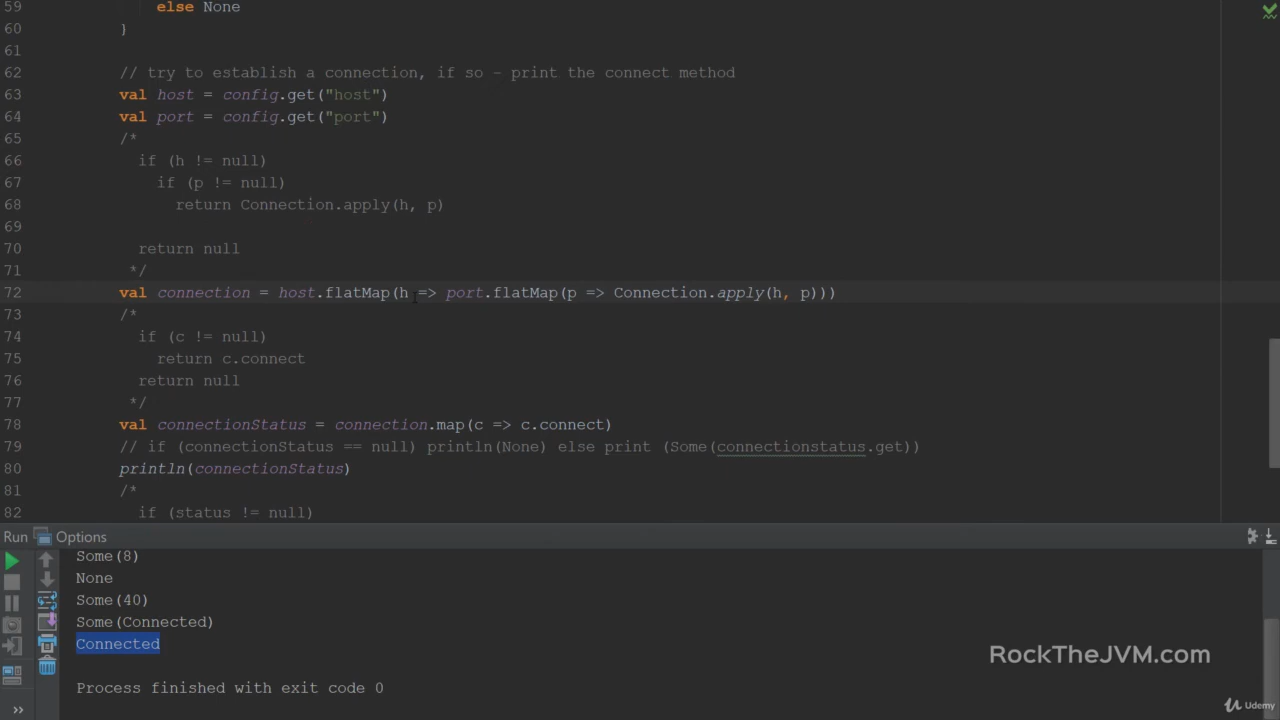 59 else None
60 }
61
62 // try to establish a connection, if so - print the connect method
63 val host = config.get("host")
64 val port = config.get("port")
65 /*
66 if (h != null)
67 if (p != null)
68 return Connection.apply(h, p)
69
70 return null
71 */
72 val connection = host.flatMap(h => port.flatMap(p => Connection.apply(h, p)))
73 /*
74 if (c != null)
75 return c.connect
76 return null
77 */
78 val connectionStatus = connection.map(c => c.connect)
79 // if (connectionStatus == null) println(None) else print (Some(connectionstatus.get))
80 println(connectionStatus)
81 /*
82 if (status != null)
Run Options
Some(8)
None
Some(40)
Some(Connected)
Connected
RockTheJVM.com
Process finished with exit code 0
Udemy